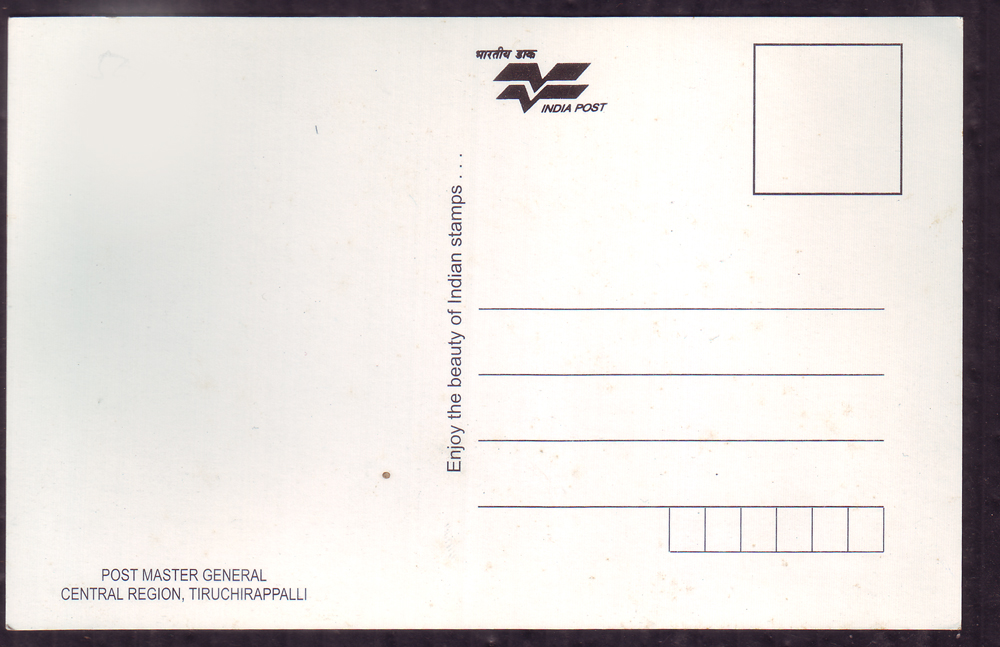 भारतीय डाक
INDIA POST
Enjoy the beauty of Indian stamps . . .
POST MASTER GENERAL
CENTRAL REGION, TIRUCHIRAPPALLI